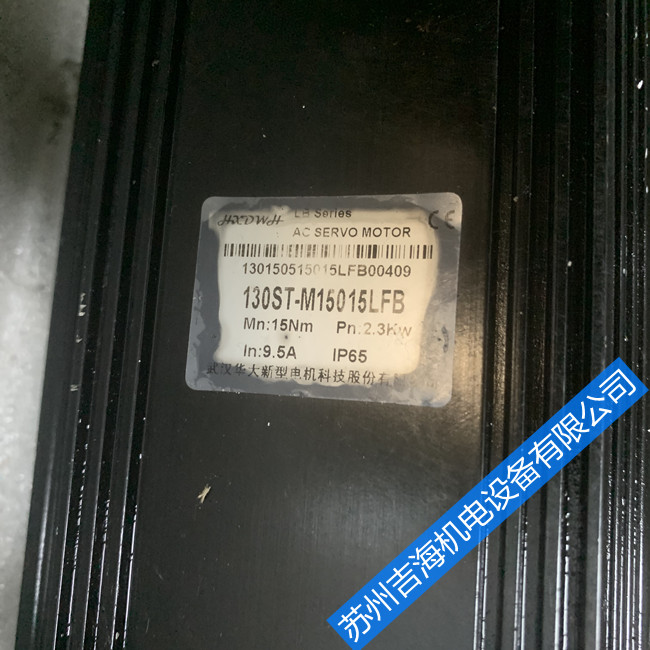 HXDWH LB Series
AC SERVO MOTOR
CE
130150515015LFB00409
130ST-M15015LFB
Mn:15Nm Pn:2.3Kw
In:9.5A IP65
武汉华大新型电机科技股份有
苏州吉海机电设备有限公司